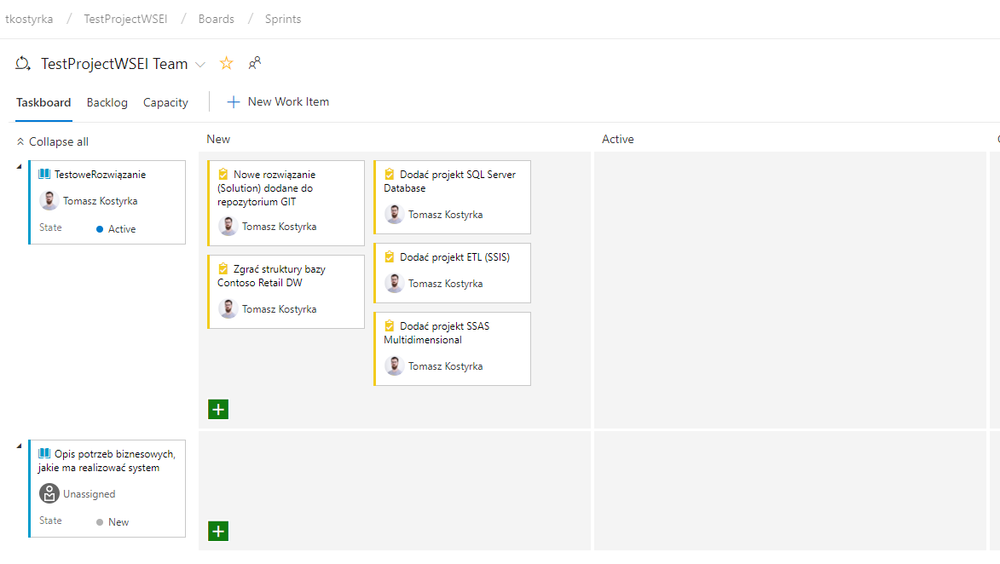 tkostyrka / TestProjectWSEI / Boards / Sprints
TestProjectWSEI Team
Taskboard Backlog Capacity New Work Item
Collapse all
New
Active
TestoweRozwiązanie
Tomasz Kostyrka
State Active
Nowe rozwiązanie
(Solution) dodane do
repozytorium GIT
Tomasz Kostyrka
Zgrać struktury bazy
Contoso Retail DW
Tomasz Kostyrka
Dodać projekt SQL Server
Database
Tomasz Kostyrka
Dodać projekt ETL (SSIS)
Tomasz Kostyrka
Dodać projekt SSAS
Multidimensional
Tomasz Kostyrka
Opis potrzeb biznesowych,
jakie ma realizować system
Unassigned
State New